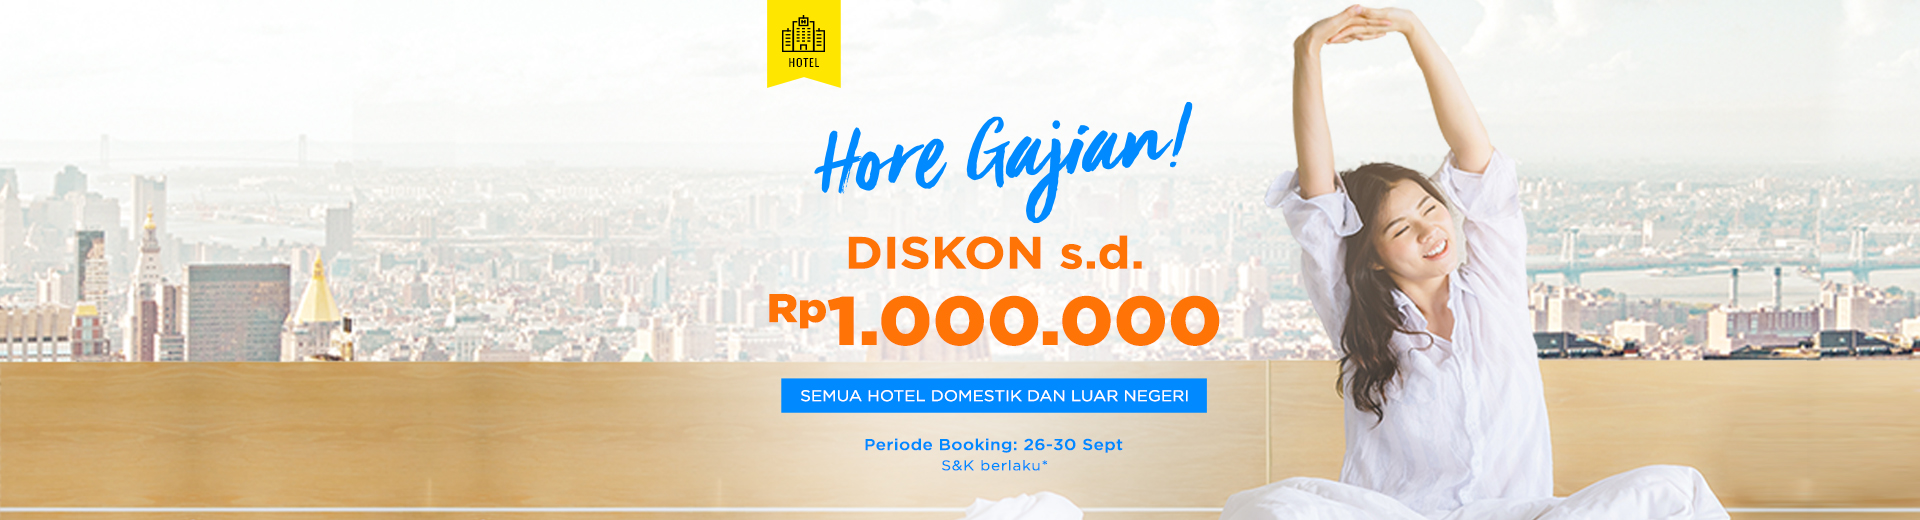 HOTEL
Hore Gajian!
DISKON s.d.
Rp1.000.000
SEMUA HOTEL DOMESTIK DAN LUAR NEGERI
Periode Booking: 26-30 Sept
S&K berlaku*